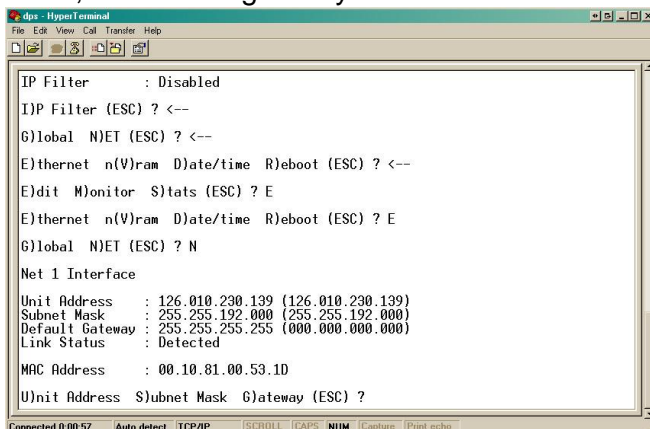 dps - HyperTerminal
File Edit View Call Transfer Help
IP Filter : Disabled
I)P Filter (ESC) ? <--
G)lobal N)ET (ESC) ? <--
E)thernet n(V)ram D)ate/time R)eboot (ESC) ? <--
E)dit M)onitor S)tats (ESC) ? E
E)thernet n(V)ram D)ate/time R)eboot (ESC) ? E
G)lobal N)ET (ESC) ? N
Net 1 Interface
Unit Address : 126.010.230.139 (126.010.230.139)
Subnet Mask : 255.255.192.000 (255.255.192.000)
Default Gateway : 255.255.255.255 (000.000.000.000)
Link Status : Detected
MAC Address : 00.10.81.00.53.1D
U)nit Address S)ubnet Mask G)ateway (ESC) ?
Connected 0:00:57 Auto detect TCP/IP SCROLL CAPS NUM Capture Print echo